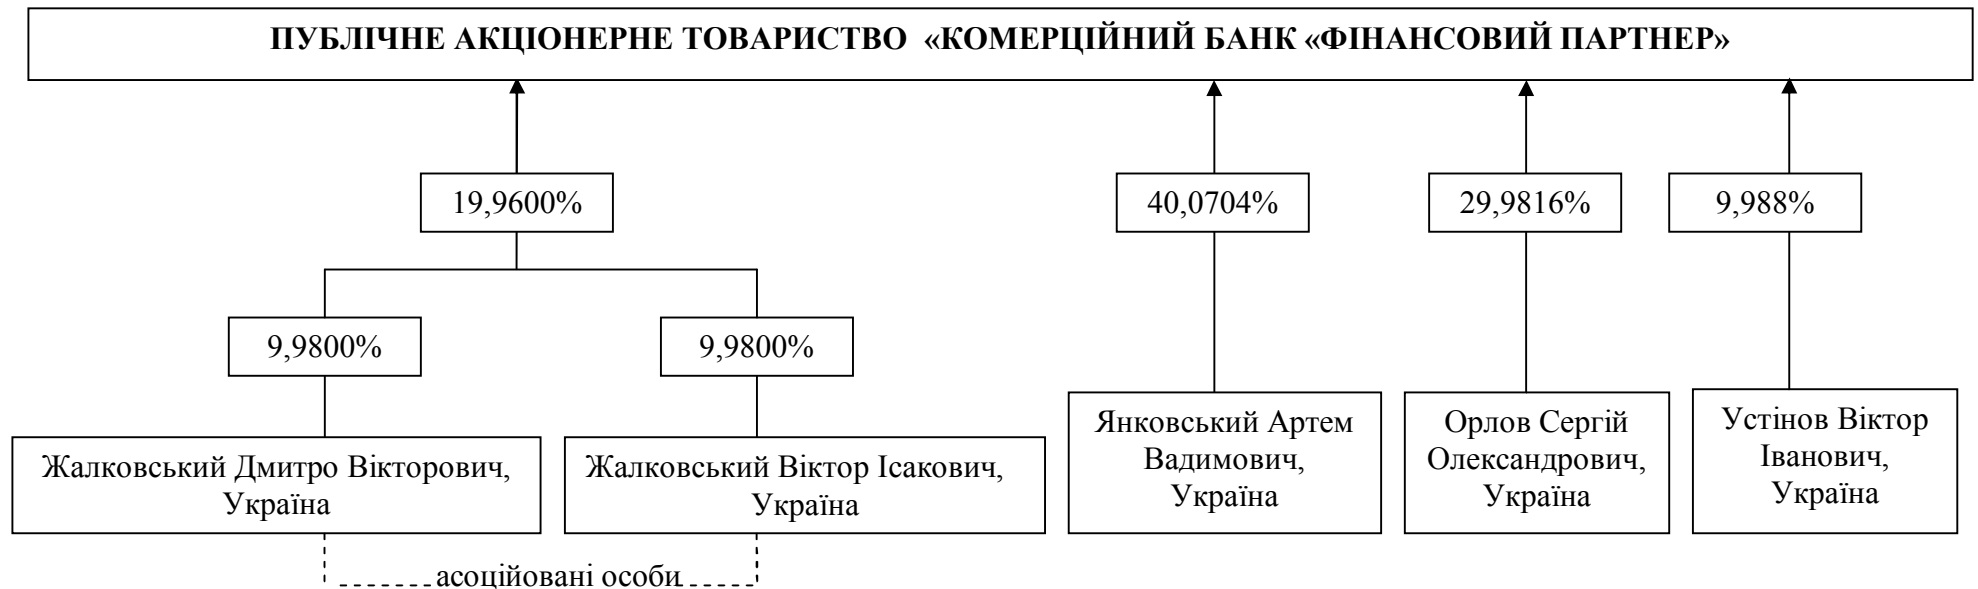 ПУБЛІЧНЕ АКЦІОНЕРНЕ ТОВАРИСТВО «КОМЕРЦІЙНИЙ БАНК «ФІНАНСОВИЙ ПАРТНЕР»
19,9600%
40,0704%
29,9816%
9,988%
9,9800%
9,9800%
Жалковський Дмитро Вікторович,
Україна
Жалковський Віктор Ісакович,
Україна
Янковський Артем
Вадимович,
Україна
Орлов Сергій
Олександрович,
Україна
Устінов Віктор
Іванович,
Україна
асоційовані особи